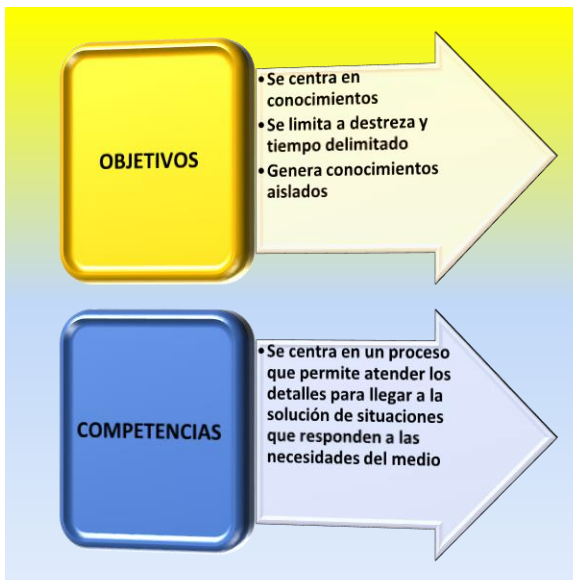 OBJETIVOS
•Se centra en
conocimientos
•Se limita a destreza y
tiempo delimitado
•Genera conocimientos
aislados
COMPETENCIAS
•Se centra en un proceso
que permite atender los
detalles para llegar a la
solución de situaciones
que responden a las
necesidades del medio